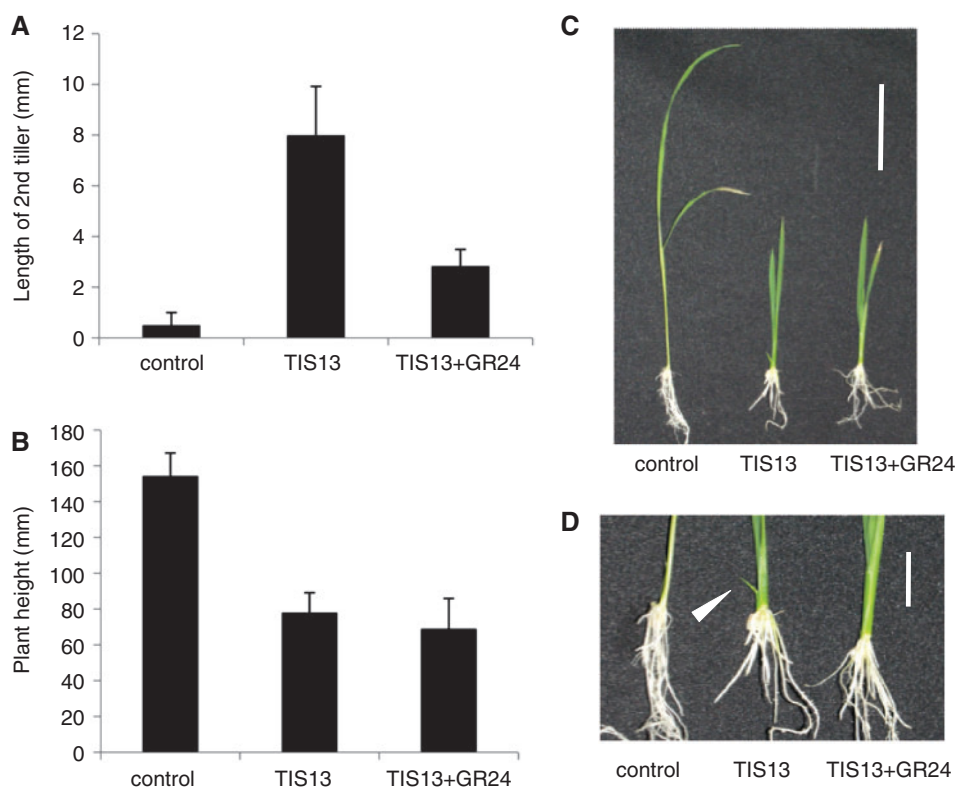 A
Length of 2nd tiller (mm)
12
10
8
6
4
2
0
control TIS13 TIS13+GR24
B
Plant height (mm)
180
160
140
120
100
80
60
40
20
0
control TIS13 TIS13+GR24
C
control TIS13 TIS13+GR24
D
control TIS13 TIS13+GR24